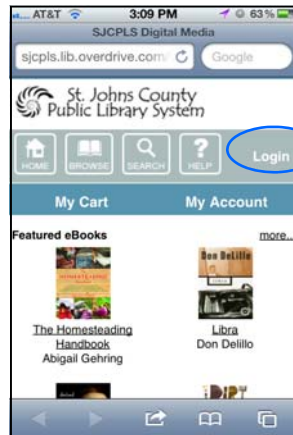 AT&T 3:09 PM 63%
SJCPLS Digital Media
sjcpls.lib.overdrive.com/ Google
St. Johns County
Public Library System
HOME BROWSE SEARCH HELP Login
My Cart My Account
Featured eBooks more...
HOMESTEADING
Don DeLillo
The Homesteading Libra
Handbook Don DeLillo
Abigail Gehring
DIRT